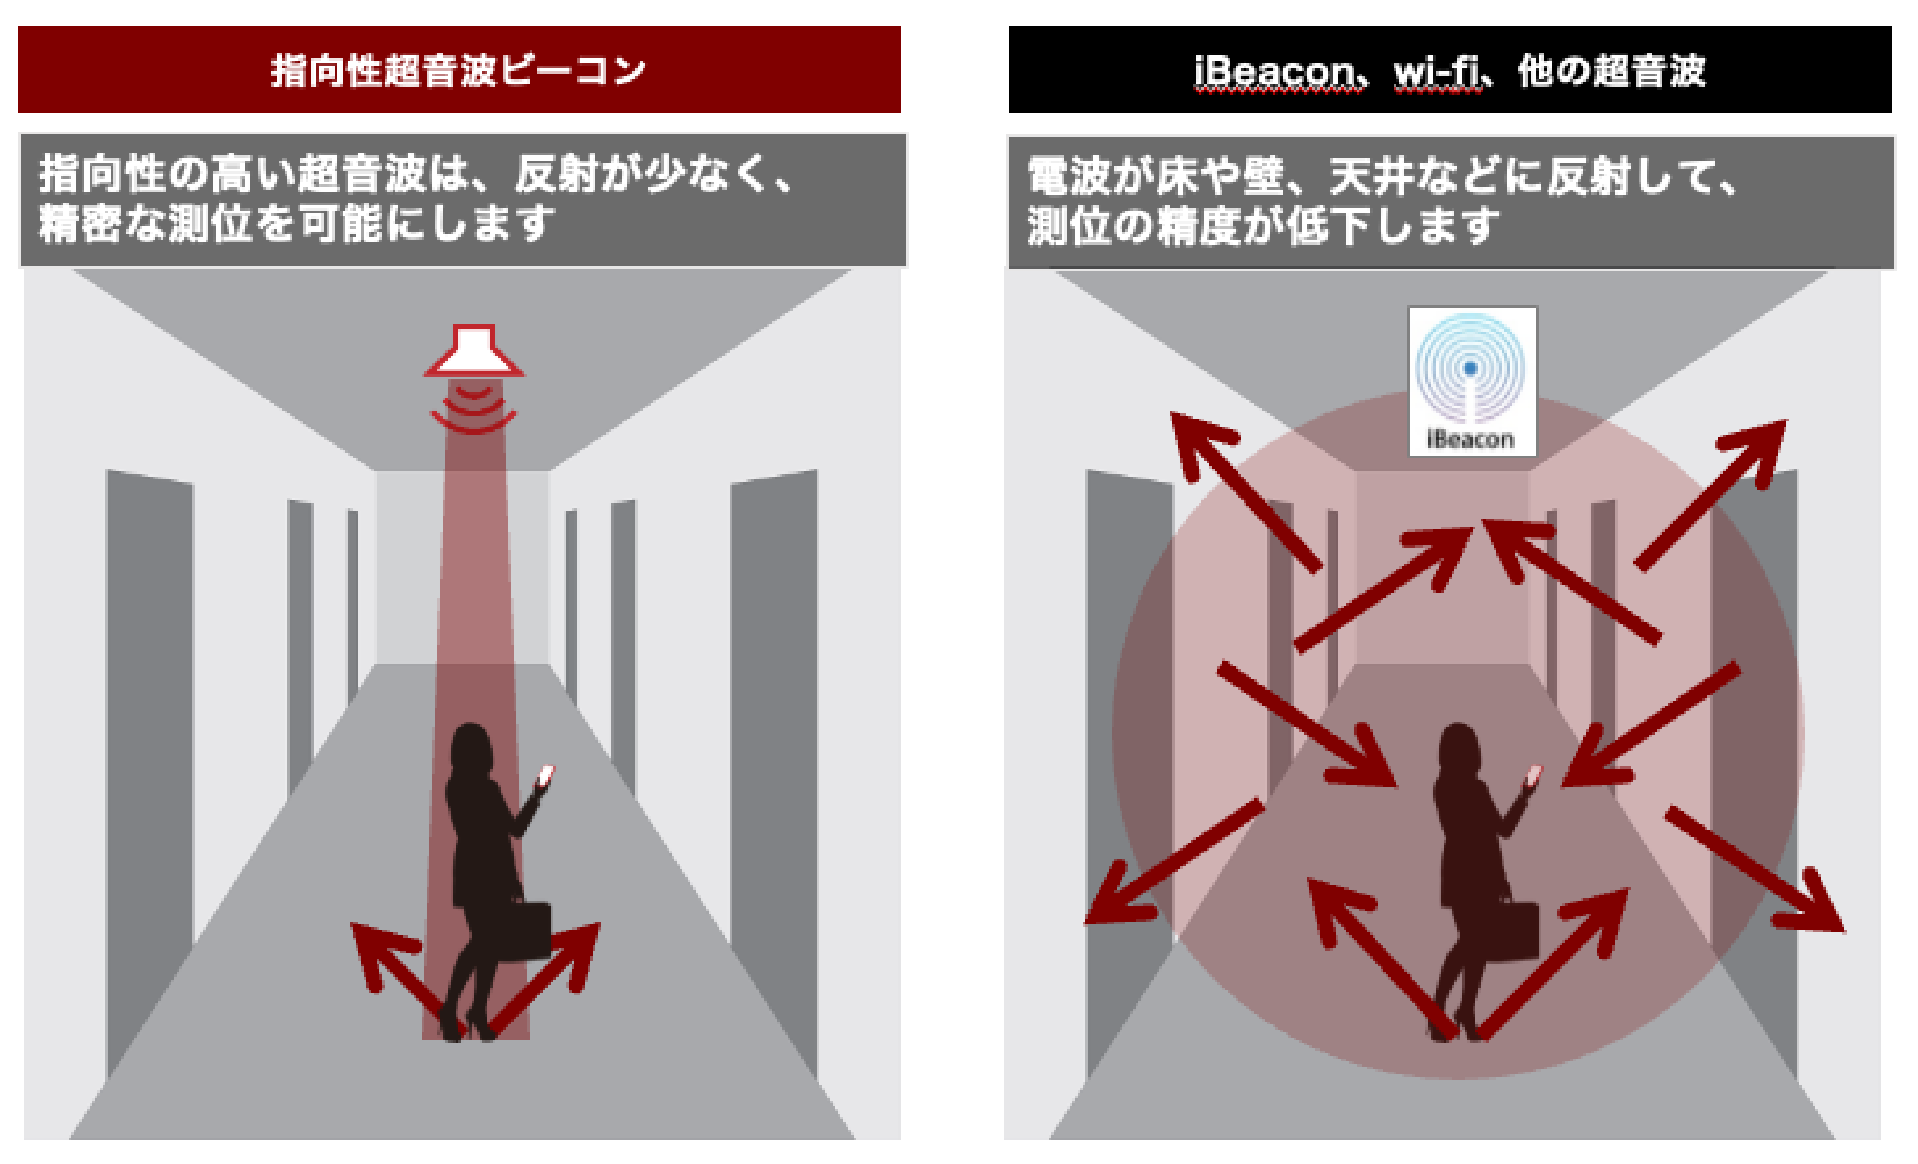 指向性超音波ビーコン
指向性の高い超音波は、反射が少なく、
精密な測位を可能にします
iBeacon、wi-fi、他の超音波
電波が床や壁、天井などに反射して、
測位の精度が低下します
iBeacon